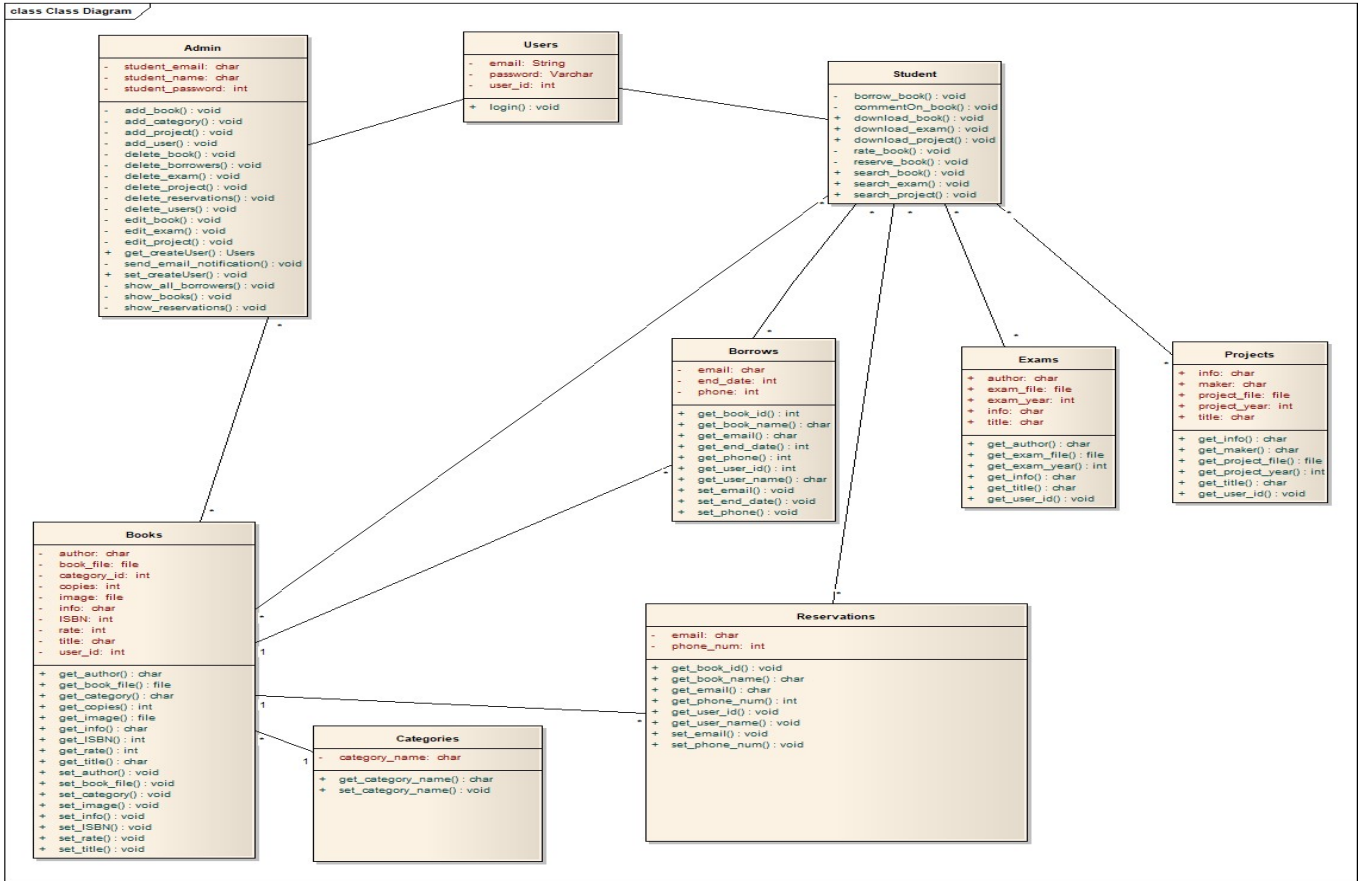 class Class Diagram
Admin
- student_email: char
- student_name: char
- student_password: int
- add_book() : void
- add_category() : void
- add_project() : void
- add_user() : void
- delete_book() : void
- delete_borrowers() : void
- delete_exam() : void
- delete_project() : void
- delete_reservations() : void
- delete_users() : void
- edit_book() : void
- edit_exam() : void
- edit_project() : void
+ get_createUser() : Users
- send_email_notification() : void
+ set_createUser() : void
- show_all_borrowers() : void
- show_books() : void
- show_reservations() : void
*
Users
- email: String
- password: Varchar
- user_id: int
+ login() : void
Student
- borrow_book() : void
- commentOn_book() : void
+ download_book() : void
+ download_exam() : void
+ download_project() : void
- rate_book() : void
- reserve_book() : void
+ search_book() : void
+ search_exam() : void
+ search_project() : void
*
* * * *
Borrows
*
- email: char
- end_date: int
- phone: int
+ get_book_id() : int
+ get_book_name() : char
+ get_email() : char
+ get_end_date() : int
+ get_phone() : int
+ get_user_id() : int
+ get_user_name() : char
+ set_email() : void
+ set_end_date() : void
+ set_phone() : void
*
Exams
*
+ author: char
+ exam_file: file
+ exam_year: int
+ info: char
+ title: char
+ get_author() : char
+ get_exam_file() : file
+ get_exam_year() : int
+ get_info() : char
+ get_title() : char
+ get_user_id() : void
Projects
*
+ info: char
+ maker: char
+ project_file: file
+ project_year: int
+ title: char
+ get_info() : char
+ get_maker() : char
+ get_project_file() : file
+ get_project_year() : int
+ get_title() : char
+ get_user_id() : void
*
Books
- author: char
- book_file: file
- category_id: int
- copies: int
- image: file
- info: char
- ISBN: int
- rate: int
- title: char
- user_id: int
+ get_author() : char
+ get_book_file() : file
+ get_category() : char
+ get_copies() : int
+ get_image() : file
+ get_info() : char
+ get_ISBN() : int
+ get_rate() : int
+ get_title() : char
+ set_author() : void
+ set_book_file() : void
+ set_category() : void
+ set_image() : void
+ set_info() : void
+ set_ISBN() : void
+ set_rate() : void
+ set_title() : void
*
1
1
*
Categories
1
- category_name: char
+ get_category_name() : char
+ set_category_name() : void
*
Reservations
*
- email: char
- phone_num: int
+ get_book_id() : void
+ get_book_name() : char
+ get_email() : char
+ get_phone_num() : int
+ get_user_id() : void
+ get_user_name() : void
+ set_email() : void
+ set_phone_num() : void